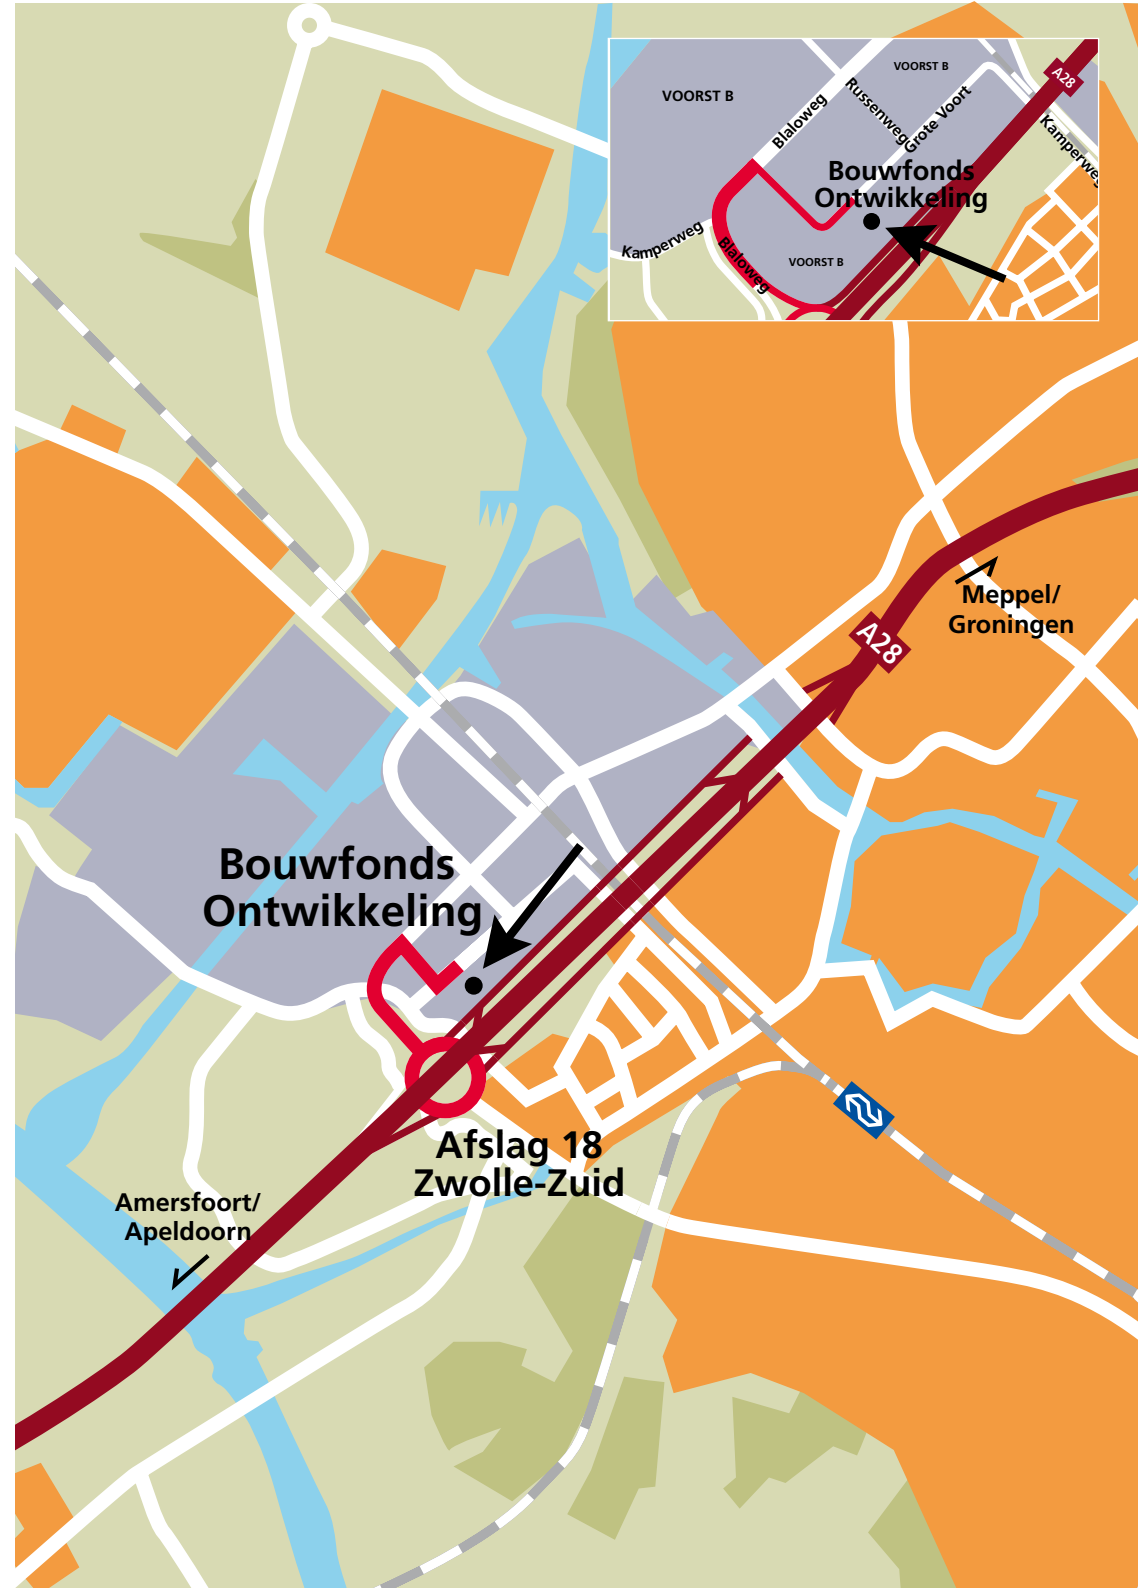 VOORST B
VOORST B
A28
Blaloweg
Russenweg
Grote Voort
Kamperweg
Bouwfonds
Ontwikkeling
Kamperweg
Blaloweg
VOORST B
Meppel/
Groningen
A28
Bouwfonds
Ontwikkeling
Afslag 18
Zwolle-Zuid
Amersfoort/
Apeldoorn